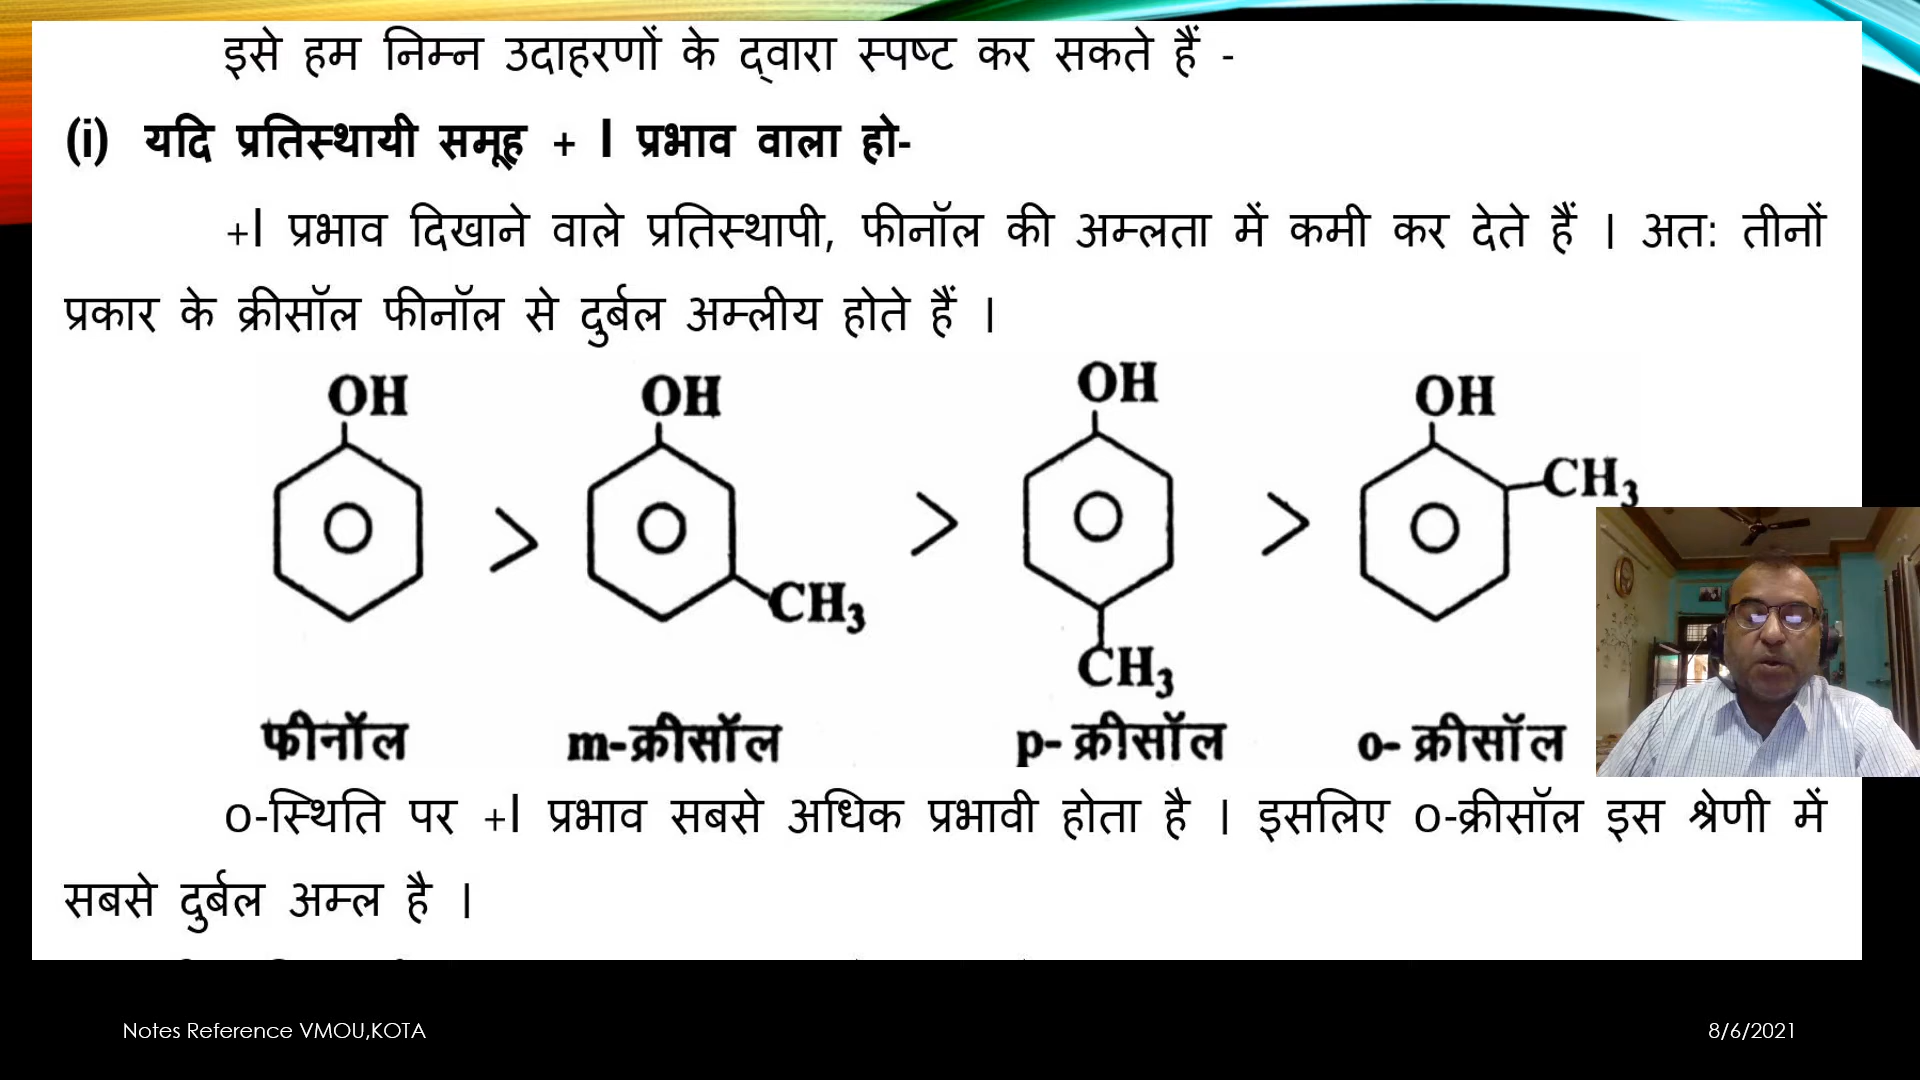 इसे हम निम्न उदाहरणों के द्वारा स्पष्ट कर सकते हैं -
(i) यदि प्रतिस्थायी समूह + I प्रभाव वाला हो-
+I प्रभाव दिखाने वाले प्रतिस्थापी, फीनॉल की अम्लता में कमी कर देते हैं । अत: तीनों
प्रकार के क्रीसॉल फीनॉल से दुर्बल अम्लीय होते हैं ।
OH OH OH OH
CH3
> > >
CH3
CH3
फीनॉल m-क्रीसॉल p- क्रीसॉल o- क्रीसॉल
o-स्थिति पर +I प्रभाव सबसे अधिक प्रभावी होता है । इसलिए o-क्रीसॉल इस श्रेणी में
सबसे दुर्बल अम्ल है ।
Notes Reference VMOU,KOTA 8/6/2021